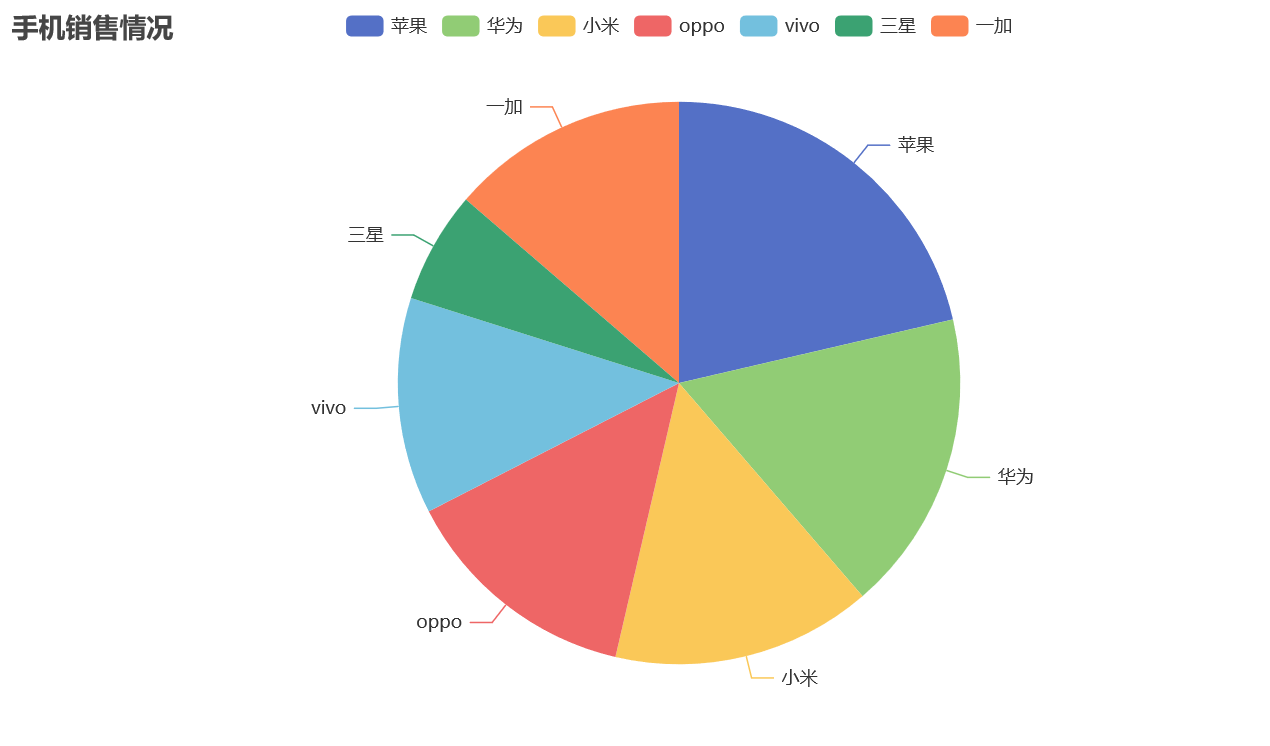 手机销售情况
苹果 华为 小米 oppo vivo 三星 一加
一加
苹果
三星
vivo
华为
oppo
小米